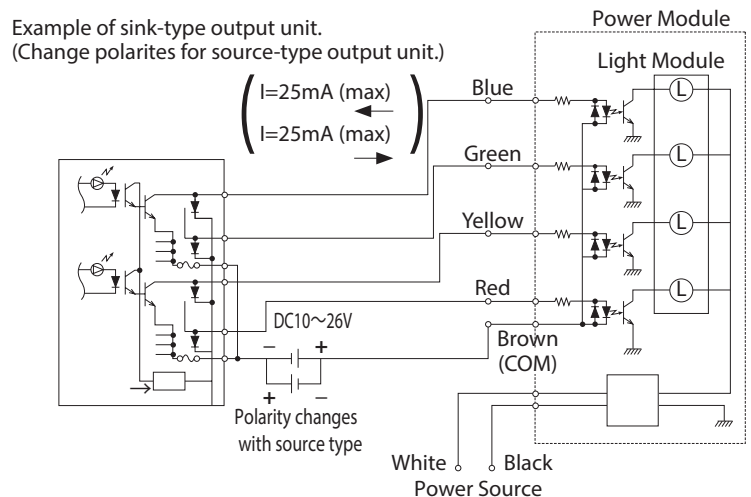 Example of sink-type output unit.
(Change polarites for source-type output unit.)
Power Module
Light Module
I=25mA (max)
I=25mA (max)
Blue
L
Green
L
Yellow
L
Red
L
DC10～26V
Brown
(COM)
− +
+ −
Polarity changes
with source type
White
Black
Power Source